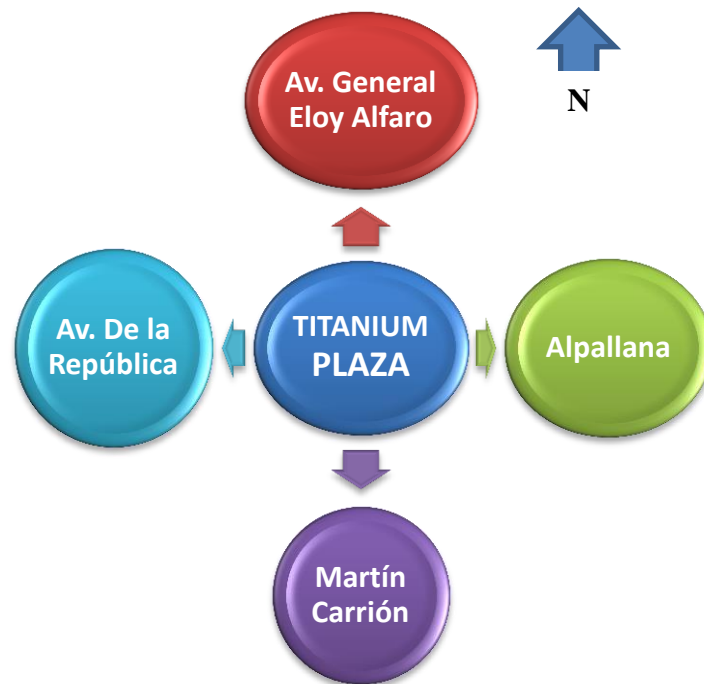 Av. General
Eloy Alfaro
N
Av. De la
República
TITANIUM
PLAZA
Alpallana
Martín
Carrión